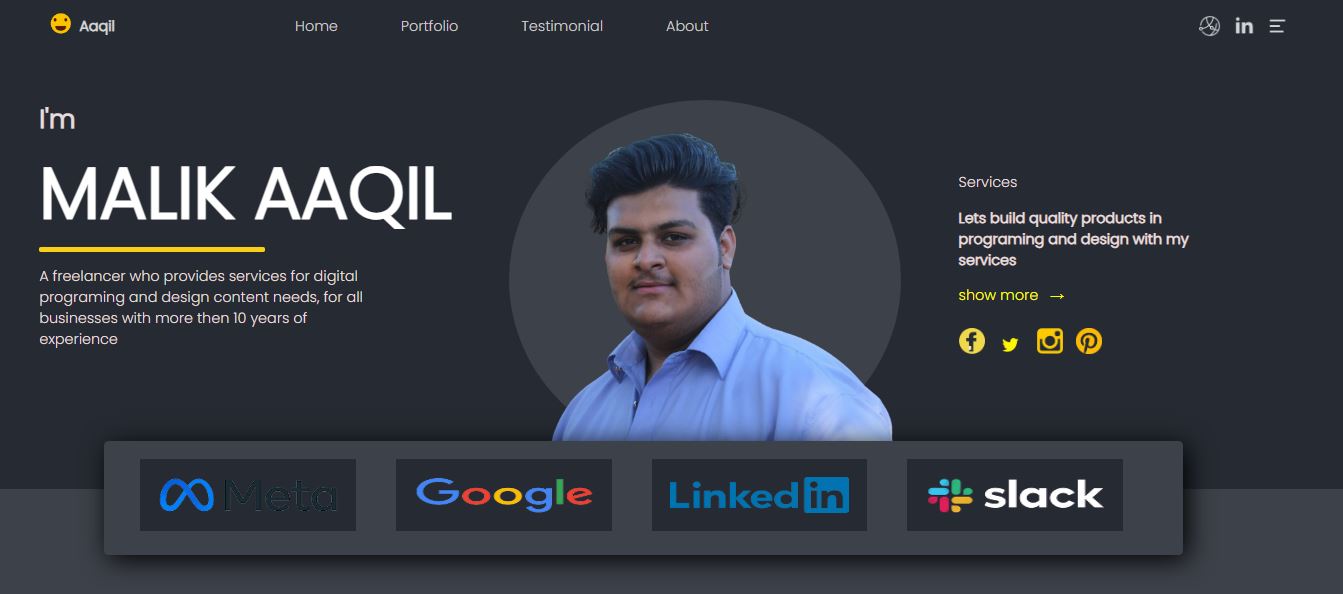 Aaqil
Home
Portfolio
Testimonial
About
in
I'm
MALIK AAQIL
A freelancer who provides services for digital
programing and design content needs, for all
businesses with more then 10 years of
experience
Services
Lets build quality products in
programing and design with my
services
show more →
Meta
Google
Linkedin
slack